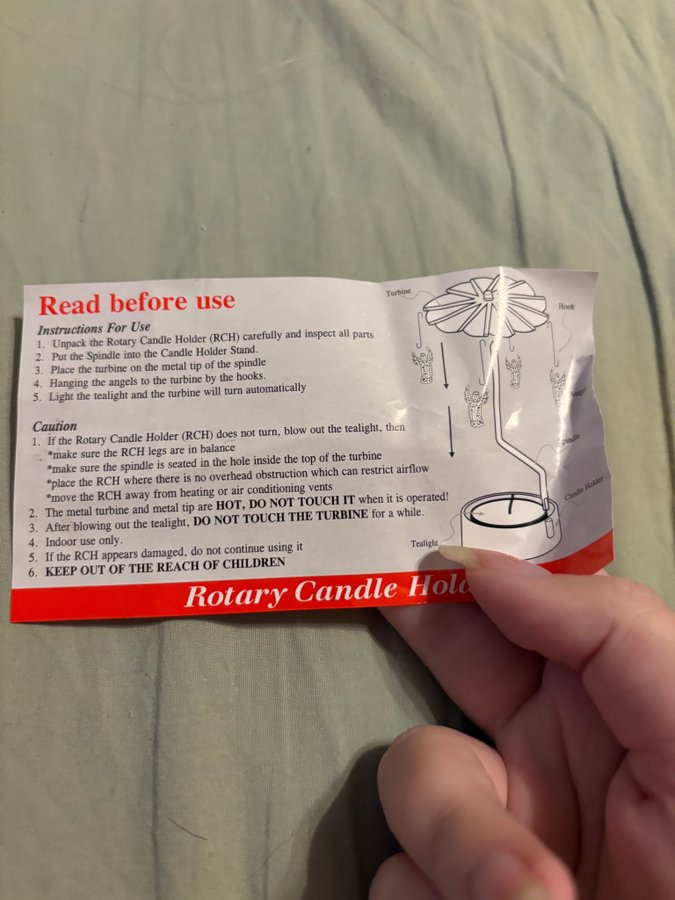 Read before use
Instructions For Use
1. Unpack the Rotary Candle Holder (RCH) carefully and inspect all parts
2. Put the Spindle into the Candle Holder Stand.
3. Place the turbine on the metal tip of the spindle
4. Hanging the angels to the turbine by the hooks.
5. Light the tealight and the turbine will turn automatically
Caution
1. If the Rotary Candle Holder (RCH) does not turn, blow out the tealight, then
*make sure the RCH legs are in balance
*make sure the spindle is seated in the hole inside the top of the turbine
*place the RCH where there is no overhead obstruction which can restrict airflow
*move the RCH away from heating or air conditioning vents
2. The metal turbine and metal tip are HOT, DO NOT TOUCH IT when it is operated!
3. After blowing out the tealight, DO NOT TOUCH THE TURBINE for a while.
4. Indoor use only.
5. If the RCH appears damaged, do not continue using it
6. KEEP OUT OF THE REACH OF CHILDREN
Turbine
Hook
Spindle
Candle Holder
Tealight
Rotary Candle